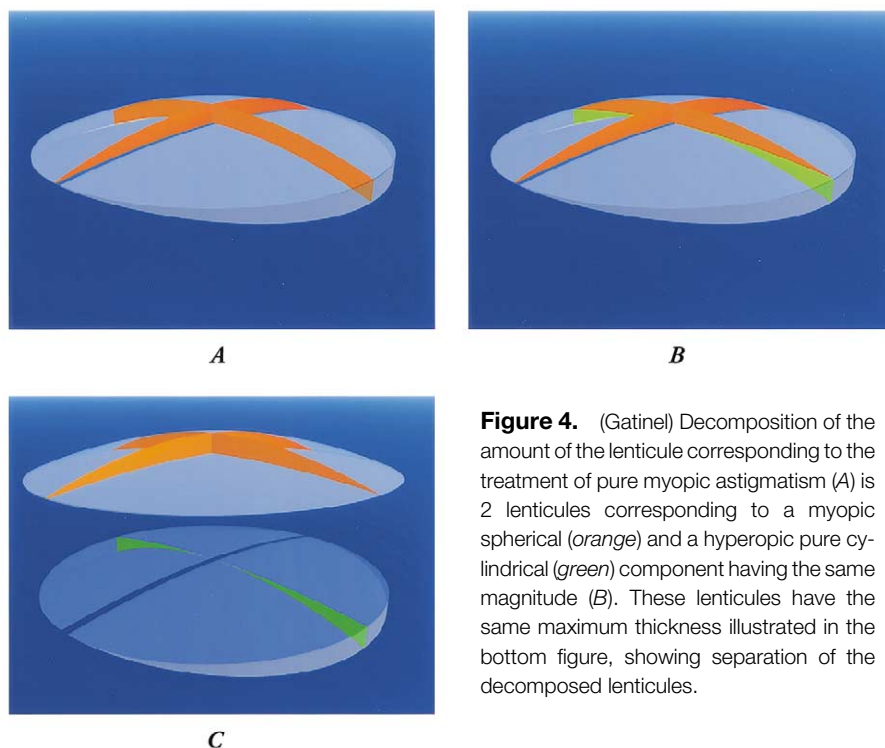 A
B
Figure 4. (Gatinel) Decomposition of the
amount of the lenticule corresponding to the
treatment of pure myopic astigmatism (A) is
2 lenticules corresponding to a myopic
spherical (orange) and a hyperopic pure cy-
lindrical (green) component having the same
magnitude (B). These lenticules have the
same maximum thickness illustrated in the
bottom figure, showing separation of the
decomposed lenticules.
C